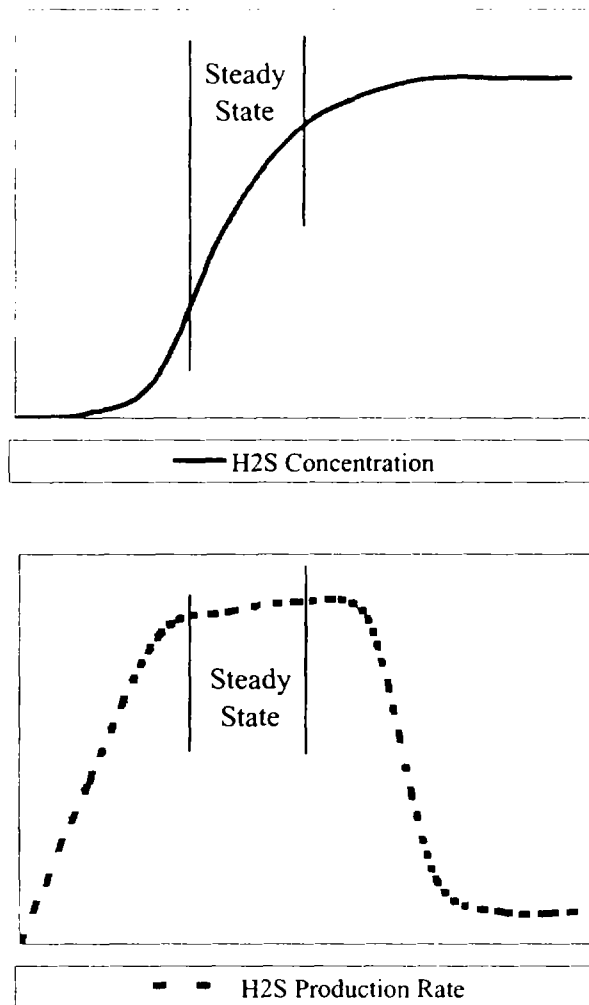 Steady
State
H2S Concentration
Steady
State
H2S Production Rate